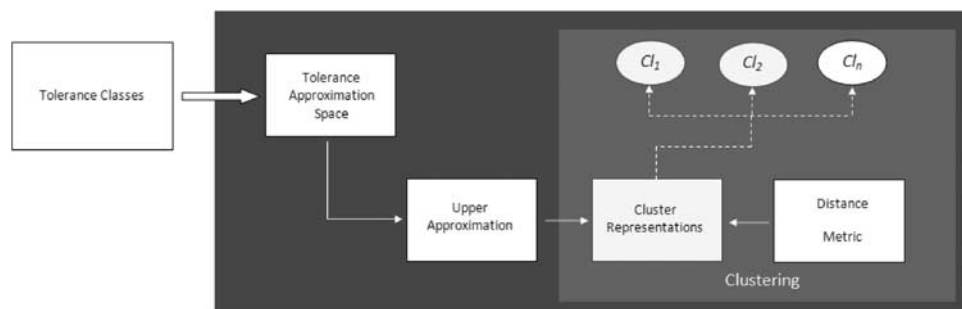 Tolerance Classes
Tolerance
Approximation
Space
Upper
Approximation
Cl₁
Cl₂
Clₙ
Cluster
Representations
Distance
Metric
Clustering